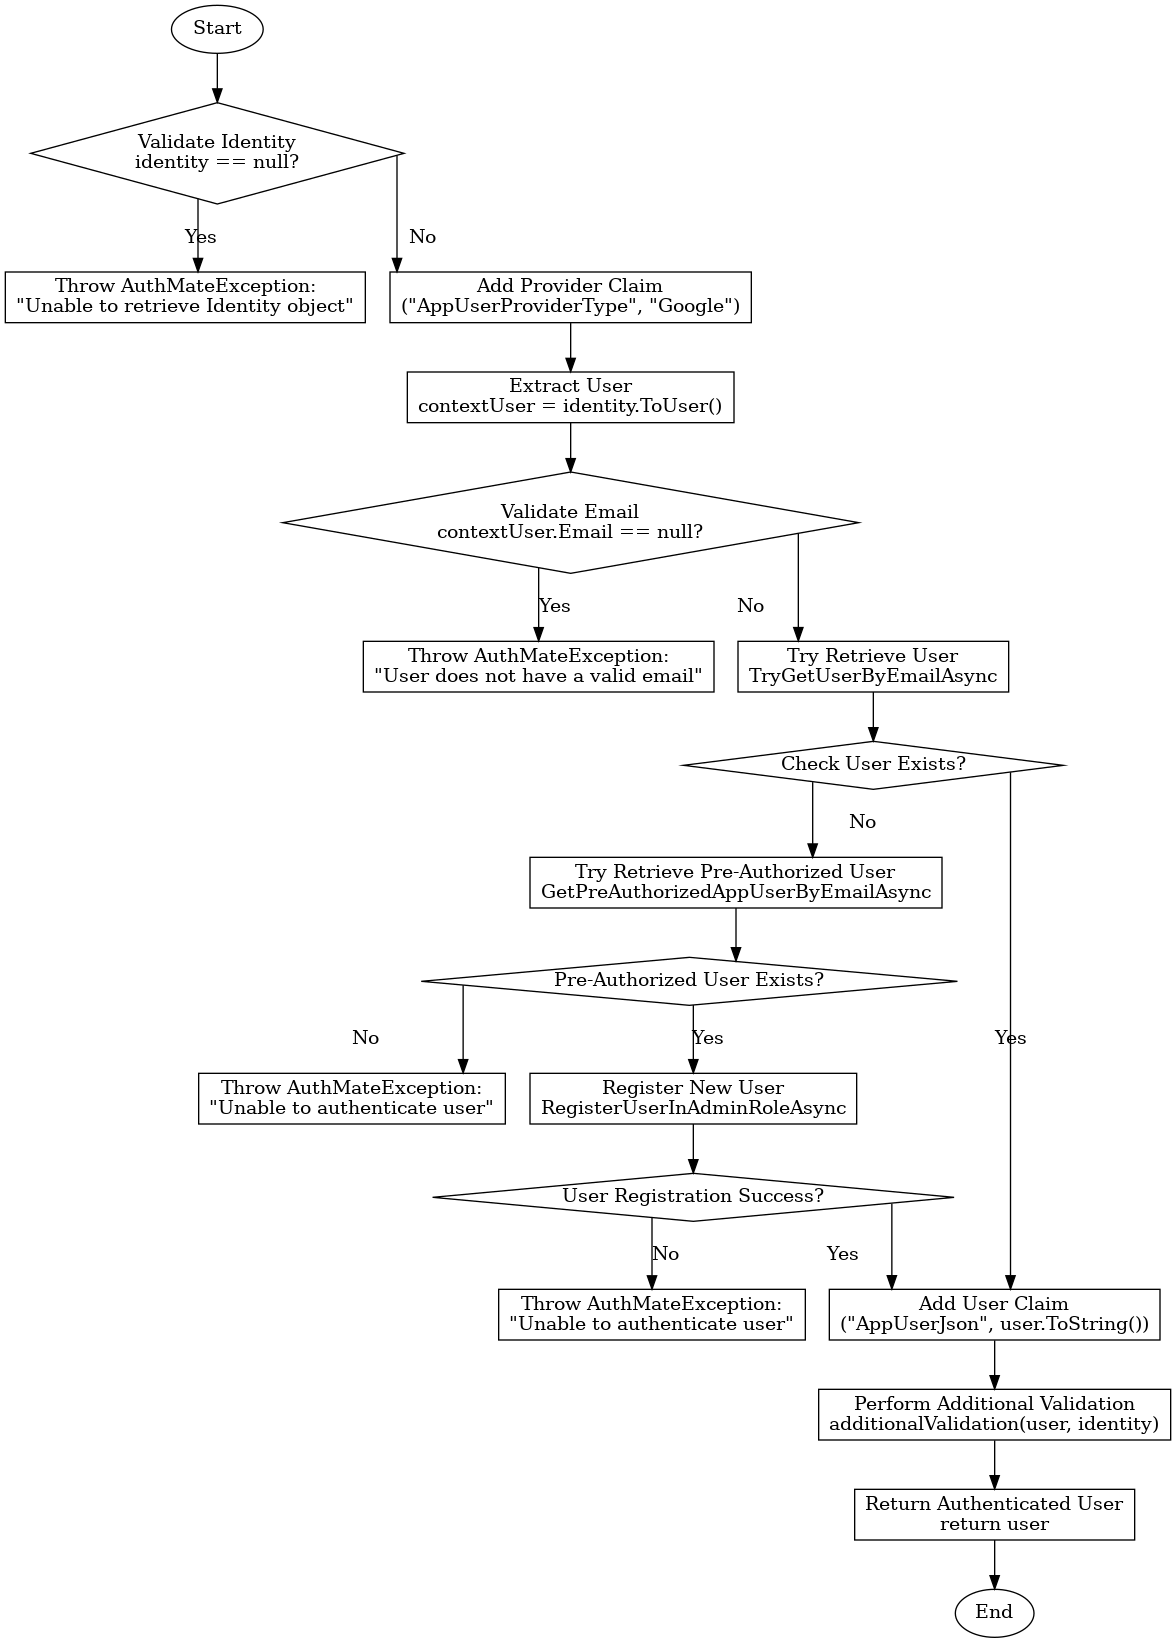 Start
Validate Identity
identity == null?
Yes
No
Throw AuthMateException:
"Unable to retrieve Identity object"
Add Provider Claim
("AppUserProviderType", "Google")
Extract User
contextUser = identity.ToUser()
Validate Email
contextUser.Email == null?
Yes
No
Throw AuthMateException:
"User does not have a valid email"
Try Retrieve User
TryGetUserByEmailAsync
Check User Exists?
No
Try Retrieve Pre-Authorized User
GetPreAuthorizedAppUserByEmailAsync
Pre-Authorized User Exists?
No
Yes
Yes
Throw AuthMateException:
"Unable to authenticate user"
Register New User
RegisterUserInAdminRoleAsync
User Registration Success?
No
Yes
Throw AuthMateException:
"Unable to authenticate user"
Add User Claim
("AppUserJson", user.ToString())
Perform Additional Validation
additionalValidation(user, identity)
Return Authenticated User
return user
End